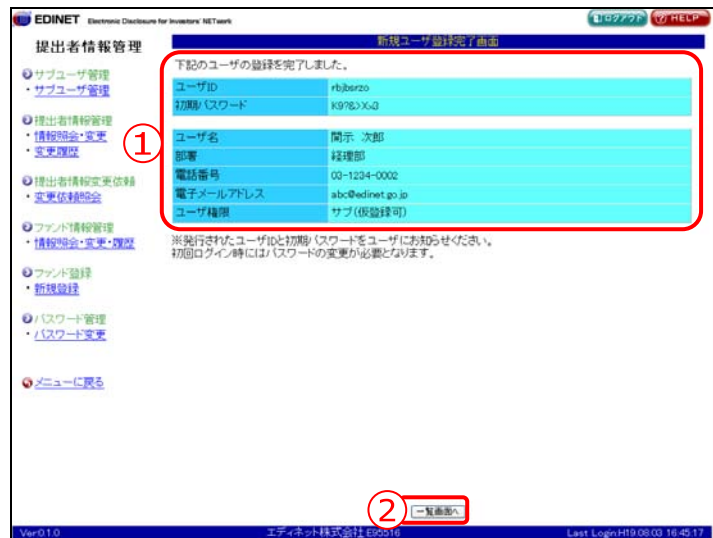 EDINET Electronic Disclosure for Investors' NETwork
ログアウト
HELP
提出者情報管理
新規ユーザ登録完了画面
サブユーザ管理
・サブユーザ管理
提出者情報管理
・情報照会・変更
・変更履歴
提出者情報変更依頼
・変更依頼照会
ファンド情報管理
・情報照会・変更・履歴
ファンド登録
・新規登録
パスワード管理
・パスワード変更
メニューに戻る
①
下記のユーザの登録を完了しました。
ユーザID rbjbsrzo
初期パスワード
ユーザ名 開示 次郎
部署 経理部
電話番号 03-1234-0002
電子メールアドレス abc@edinet.go.jp
ユーザ権限 サブ(仮登録可)
※発行されたユーザIDと初期パスワードをユーザにお知らせください。
初回ログイン時にはパスワードの変更が必要となります。
②
一覧画面へ
Ver0.1.0
エディネット株式会社 E95516
Last Login:H19.08.03 16:45:17